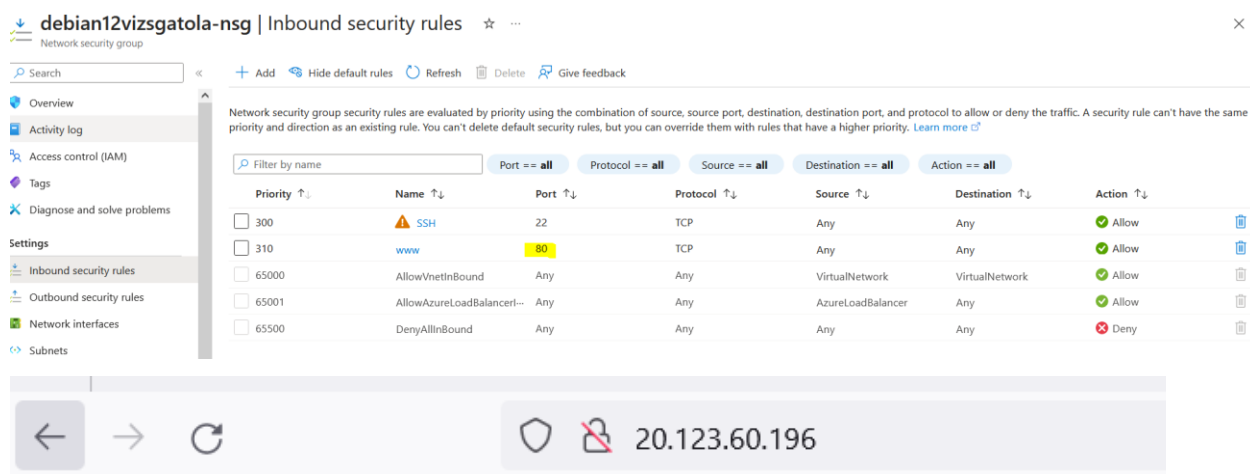 debian12vizsgatola-nsg | Inbound security rules
Network security group
Search
Overview
Activity log
Access control (IAM)
Tags
Diagnose and solve problems
Settings
Inbound security rules
Outbound security rules
Network interfaces
Subnets
Add Hide default rules Refresh Delete Give feedback
Network security group security rules are evaluated by priority using the combination of source, source port, destination, destination port, and protocol to allow or deny the traffic. A security rule can't have the same
priority and direction as an existing rule. You can't delete default security rules, but you can override them with rules that have a higher priority. Learn more
Filter by name Port == all Protocol == all Source == all Destination == all Action == all
Priority Name Port Protocol Source Destination Action
300 SSH 22 TCP Any Any Allow
310 www 80 TCP Any Any Allow
65000 AllowVnetInBound Any Any VirtualNetwork VirtualNetwork Allow
65001 AllowAzureLoadBalancerI··· Any Any AzureLoadBalancer Any Allow
65500 DenyAllInBound Any Any Any Any Deny
20.123.60.196